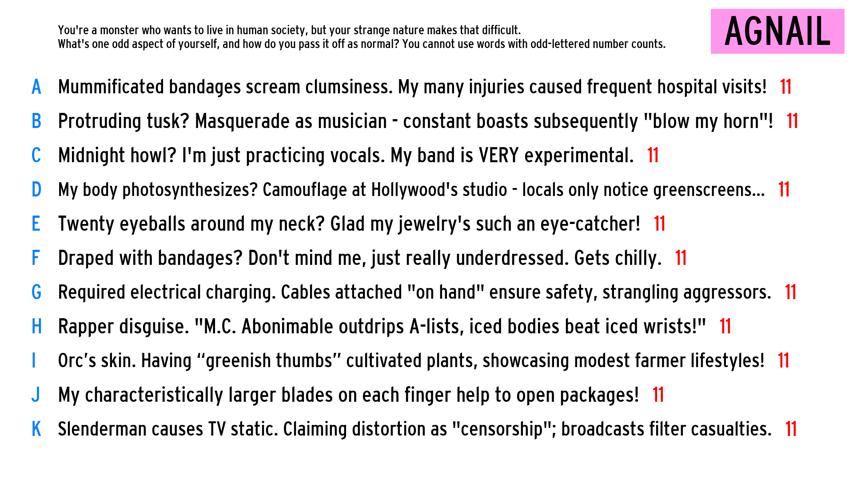 You're a monster who wants to live in human society, but your strange nature makes that difficult.
What's one odd aspect of yourself, and how do you pass it off as normal? You cannot use words with odd-lettered number counts.
AGNAIL
A Mummificated bandages scream clumsiness. My many injuries caused frequent hospital visits! 11
B Protruding tusk? Masquerade as musician - constant boasts subsequently "blow my horn"! 11
C Midnight howl? I'm just practicing vocals. My band is VERY experimental. 11
D My body photosynthesizes? Camouflage at Hollywood's studio - locals only notice greenscreens... 11
E Twenty eyeballs around my neck? Glad my jewelry's such an eye-catcher! 11
F Draped with bandages? Don't mind me, just really underdressed. Gets chilly. 11
G Required electrical charging. Cables attached "on hand" ensure safety, strangling aggressors. 11
H Rapper disguise. "M.C. Abonimable outdrips A-lists, iced bodies beat iced wrists!" 11
I Orc’s skin. Having “greenish thumbs” cultivated plants, showcasing modest farmer lifestyles! 11
J My characteristically larger blades on each finger help to open packages! 11
K Slenderman causes TV static. Claiming distortion as "censorship"; broadcasts filter casualties. 11